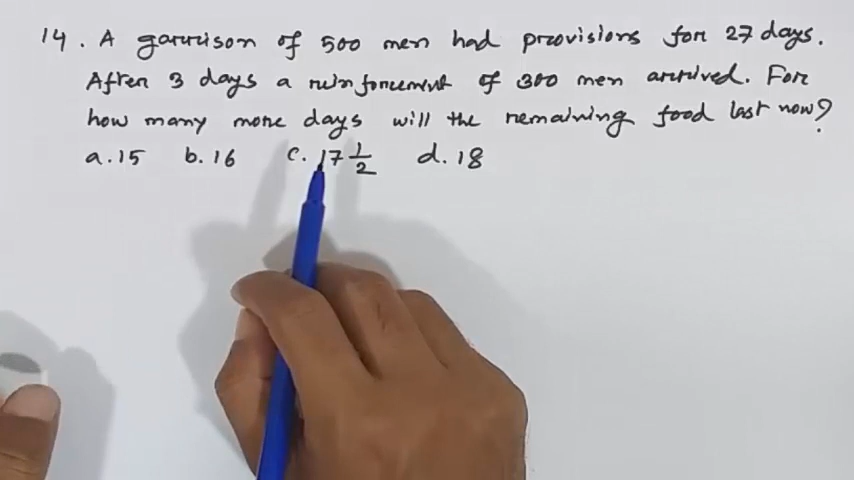 14. A garrison of 500 men had provisions for 27 days.
After 3 days a reinforcement of 300 men arrived. For
how many more days will the remaining food last now?
a. 15 b. 16 c. 17 1/2 d. 18